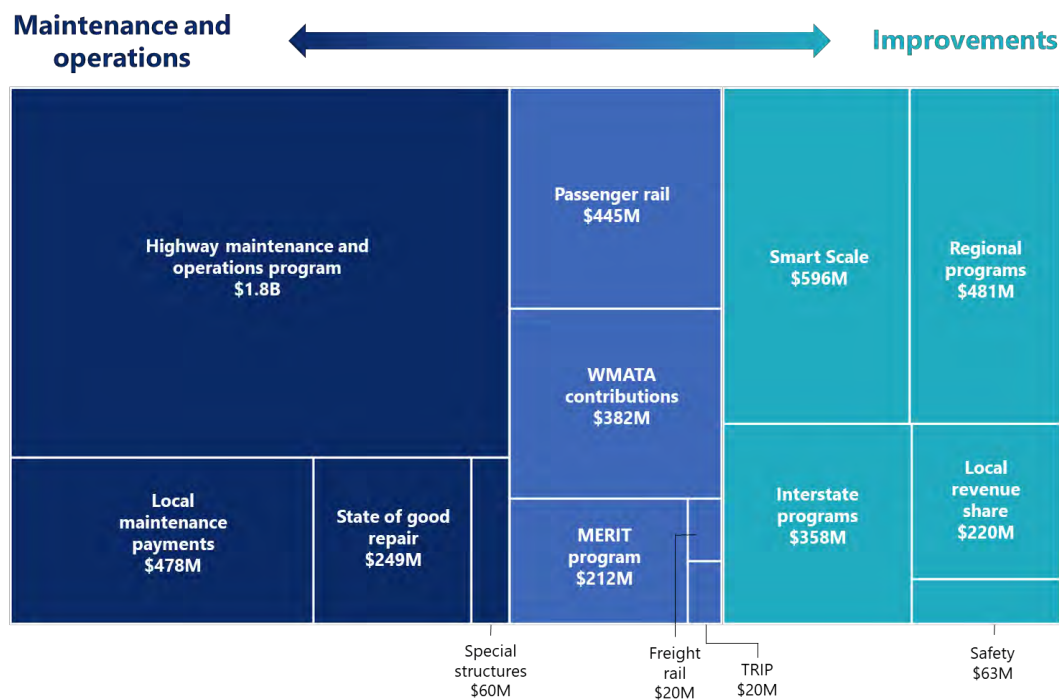 Maintenance and
operations
Improvements
Highway maintenance and
operations program
$1.8B
Passenger rail
$445M
Smart Scale
$596M
Regional
programs
$481M
WMATA
contributions
$382M
Local
maintenance
payments
$478M
State of good
repair
$249M
MERIT
program
$212M
Interstate
programs
$358M
Local
revenue
share
$220M
Special
structures
$60M
Freight
rail
$20M
TRIP
$20M
Safety
$63M